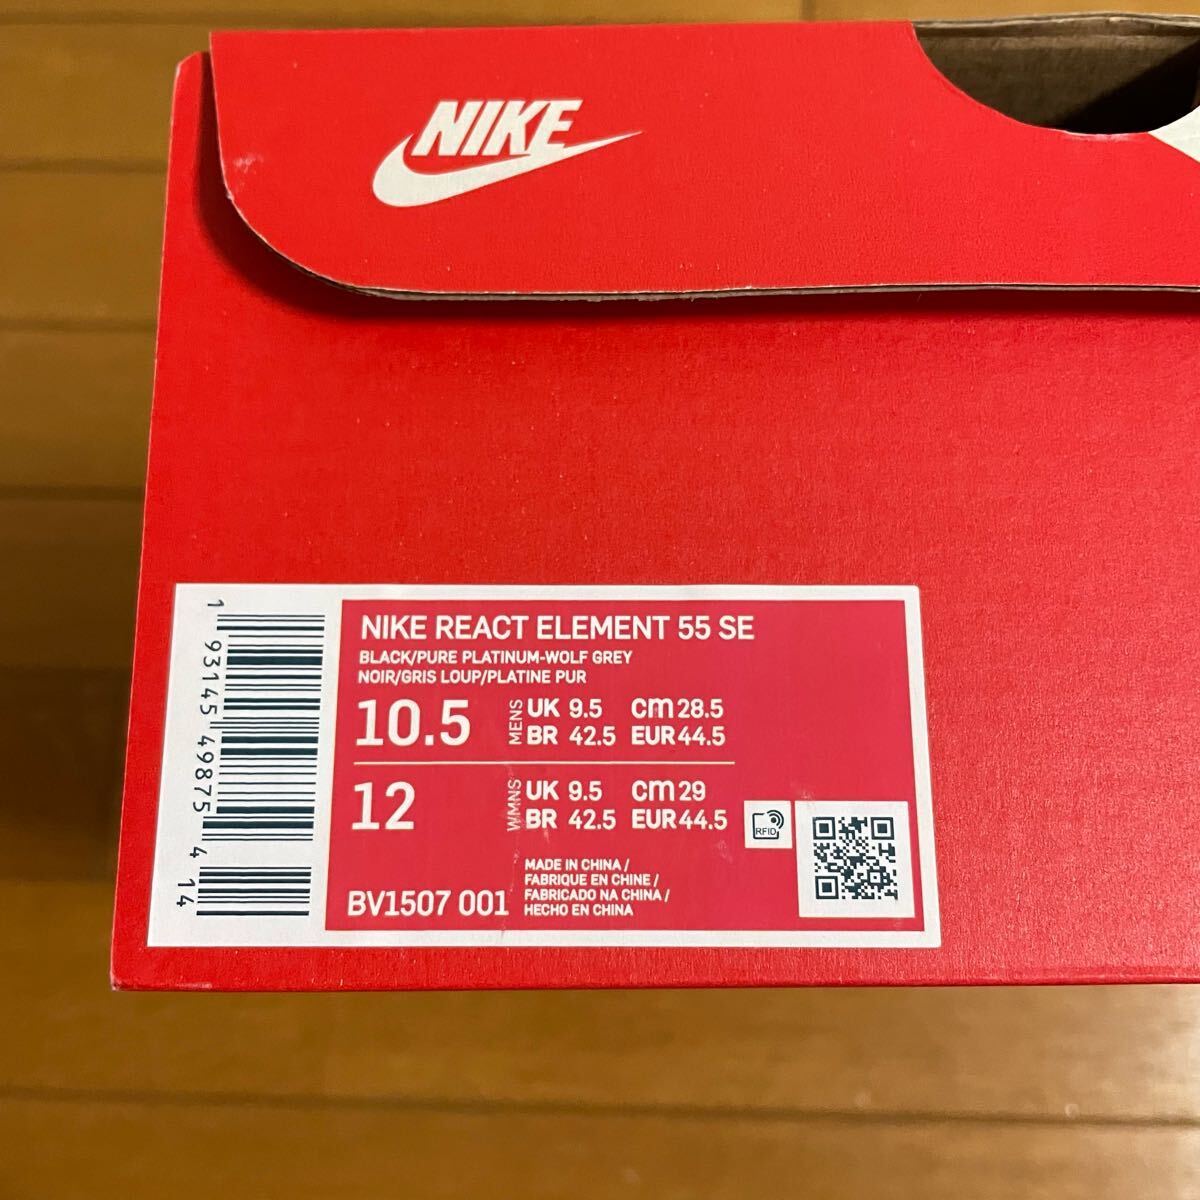 NIKE
NIKE REACT ELEMENT 55 SE
BLACK/PURE PLATINUM-WOLF GREY
NOIR/GRIS LOUP/PLATINE PUR
10.5 MENS UK 9.5 cm 28.5
BR 42.5 EUR 44.5
12 WMNS UK 9.5 cm 29
BR 42.5 EUR 44.5
RFID
MADE IN CHINA /
FABRIQUE EN CHINE /
FABRICADO NA CHINA /
HECHO EN CHINA
BV1507 001
1 93145 49875 4 14